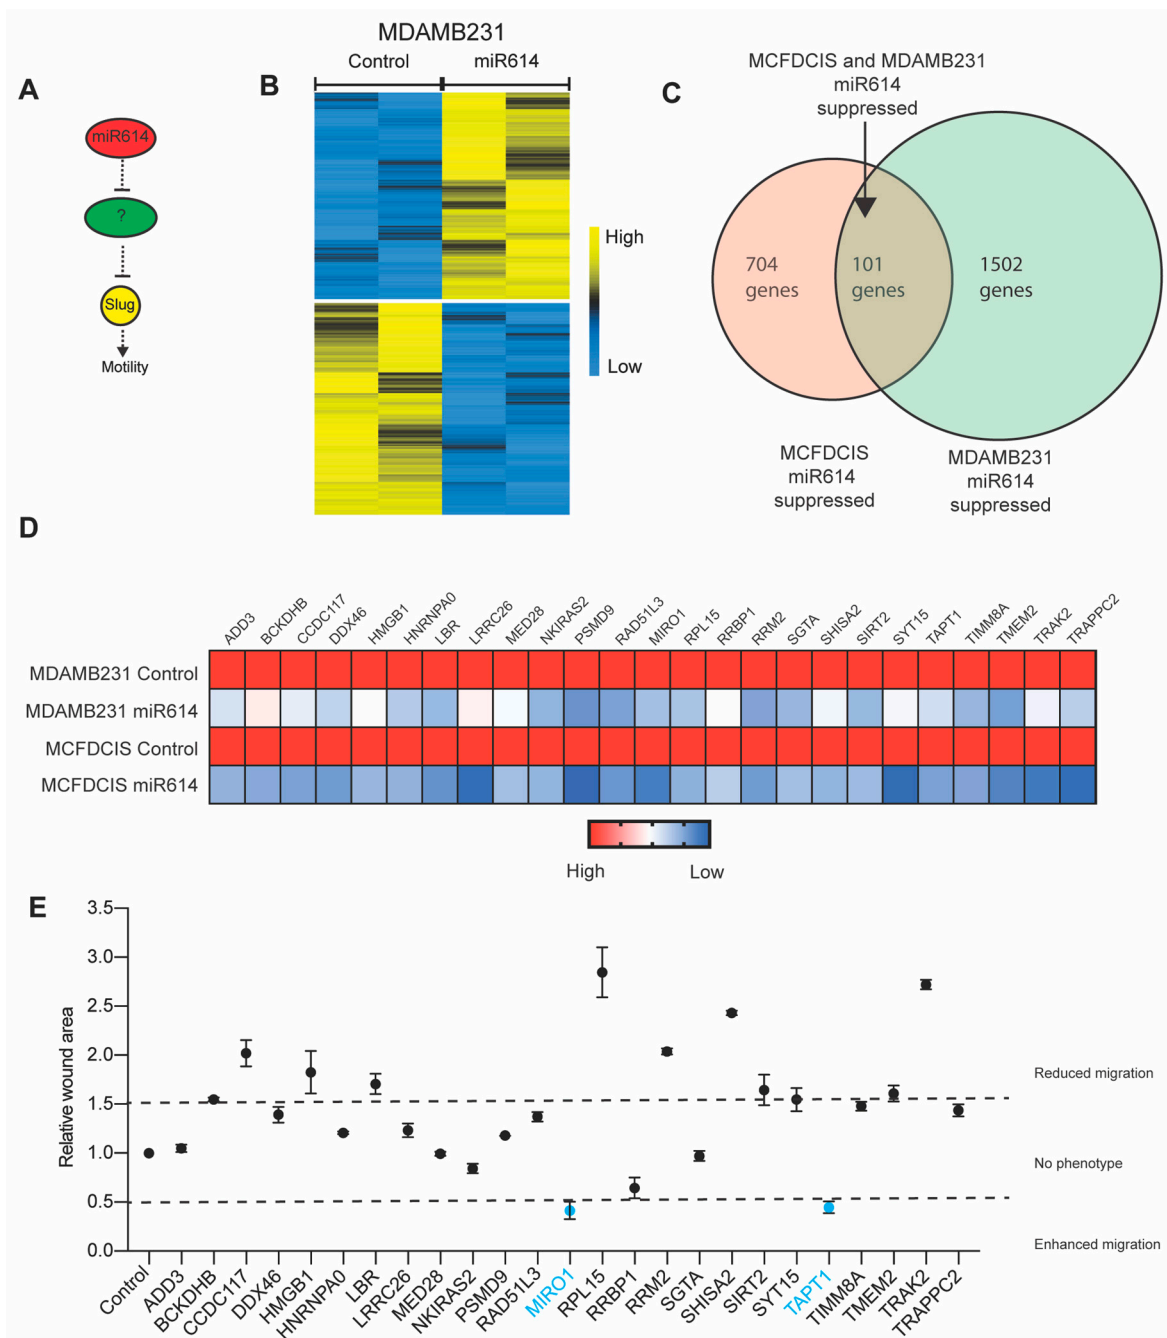 A
miR614
?
Slug
Motility
MDAMB231
Control
miR614
B
High
Low
MCFDCIS and MDAMB231
miR614
suppressed
C
704
genes
101
genes
1502
genes
MCFDCIS
miR614
suppressed
MDAMB231
miR614
suppressed
D
ADD3
BCKDHB
CCDC117
DDX46
HMGB1
HNRNPA0
LBR
LRRC26
MED28
NKIRAS2
PSMD9
RAD51L3
MIRO1
RPL15
RRBP1
RRM2
SGTA
SHISA2
SIRT2
SYT15
TAPT1
TIMM8A
TMEM2
TRAK2
TRAPPC2
MDAMB231 Control
MDAMB231 miR614
MCFDCIS Control
MCFDCIS miR614
High
Low
E
Relative wound area
3.5
3.0
2.5
2.0
1.5
1.0
0.5
0.0
Reduced migration
No phenotype
Enhanced migration
Control
ADD3
BCKDHB
CCDC117
DDX46
HMGB1
HNRNPA0
LBR
LRRC26
MED28
NKIRAS2
PSMD9
RAD51L3
MIRO1
RPL15
RRBP1
RRM2
SGTA
SHISA2
SIRT2
SYT15
TAPT1
TIMM8A
TMEM2
TRAK2
TRAPPC2